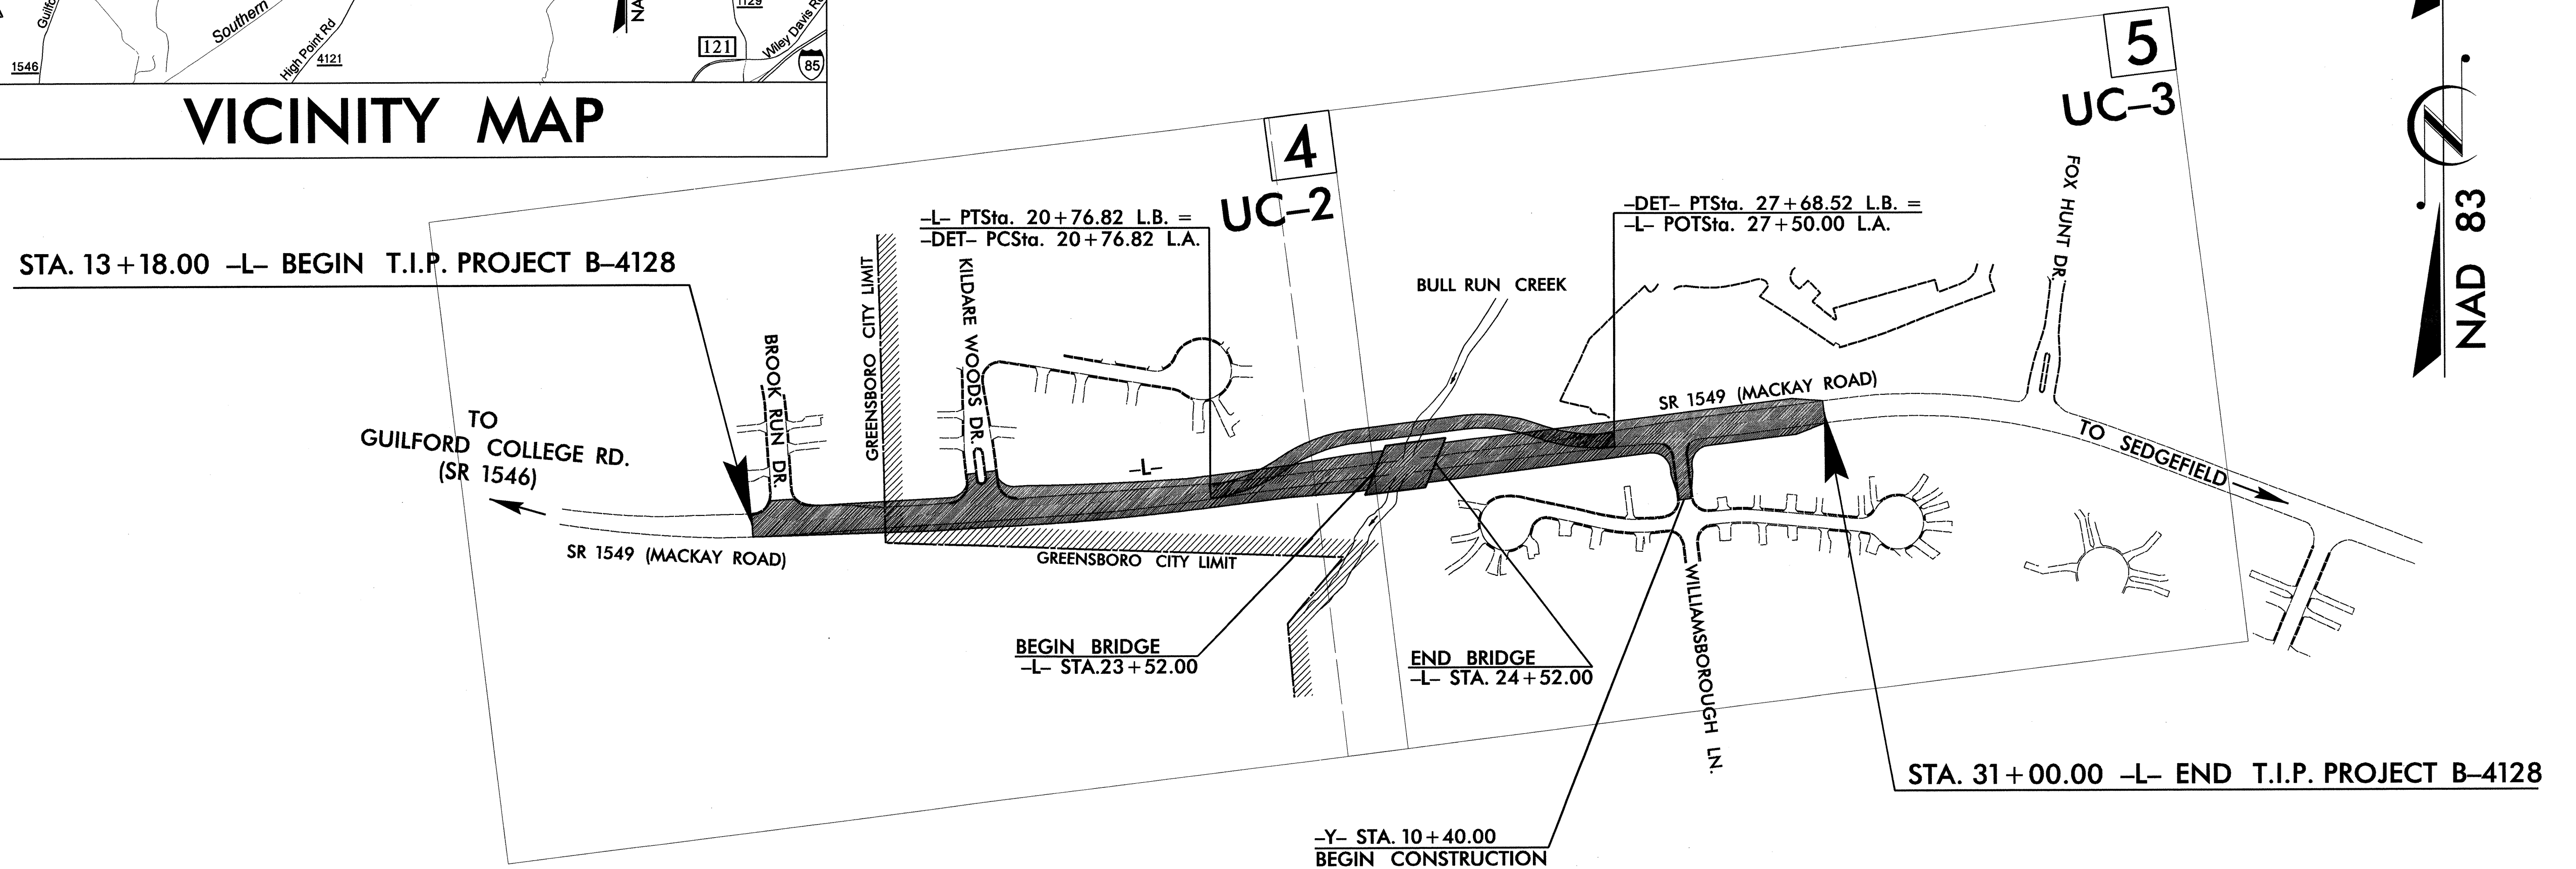 Southern
High Point Rd
4121
1546
1129
121
Wiley Davis
85
VICINITY MAP
5
UC–3
4
UC–2
NAD 83
STA. 13+18.00 –L– BEGIN T.I.P. PROJECT B–4128
–L– PTSta. 20+76.82 L.B. =
–DET– PCSta. 20+76.82 L.A.
–DET– PTSta. 27+68.52 L.B. =
–L– POTSta. 27+50.00 L.A.
FOX HUNT DR.
BULL RUN CREEK
GREENSBORO CITY LIMIT
KILDARE WOODS DR.
BROOK RUN DR.
TO
GUILFORD COLLEGE RD.
(SR 1546)
SR 1549 (MACKAY ROAD)
–L–
SR 1549 (MACKAY ROAD)
TO SEDGEFIELD
GREENSBORO CITY LIMIT
BEGIN BRIDGE
–L– STA.23+52.00
END BRIDGE
–L– STA. 24+52.00
WILLIAMSBOROUGH LN.
STA. 31+00.00 –L– END T.I.P. PROJECT B–4128
–Y– STA. 10+40.00
BEGIN CONSTRUCTION